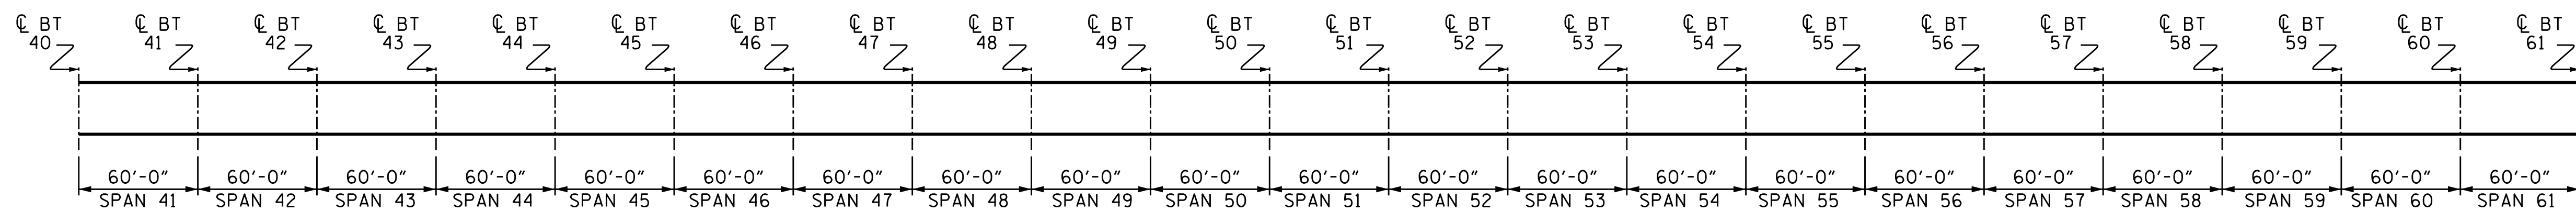 ℄ BT ℄ BT ℄ BT ℄ BT ℄ BT ℄ BT ℄ BT ℄ BT ℄ BT ℄ BT ℄ BT ℄ BT ℄ BT ℄ BT ℄ BT ℄ BT ℄ BT ℄ BT ℄ BT ℄ BT ℄ BT ℄ BT
40 41 42 43 44 45 46 47 48 49 50 51 52 53 54 55 56 57 58 59 60 61
60'-0" 60'-0" 60'-0" 60'-0" 60'-0" 60'-0" 60'-0" 60'-0" 60'-0" 60'-0" 60'-0" 60'-0" 60'-0" 60'-0" 60'-0" 60'-0" 60'-0" 60'-0" 60'-0" 60'-0" 60'-0"
SPAN 41 SPAN 42 SPAN 43 SPAN 44 SPAN 45 SPAN 46 SPAN 47 SPAN 48 SPAN 49 SPAN 50 SPAN 51 SPAN 52 SPAN 53 SPAN 54 SPAN 55 SPAN 56 SPAN 57 SPAN 58 SPAN 59 SPAN 60 SPAN 61